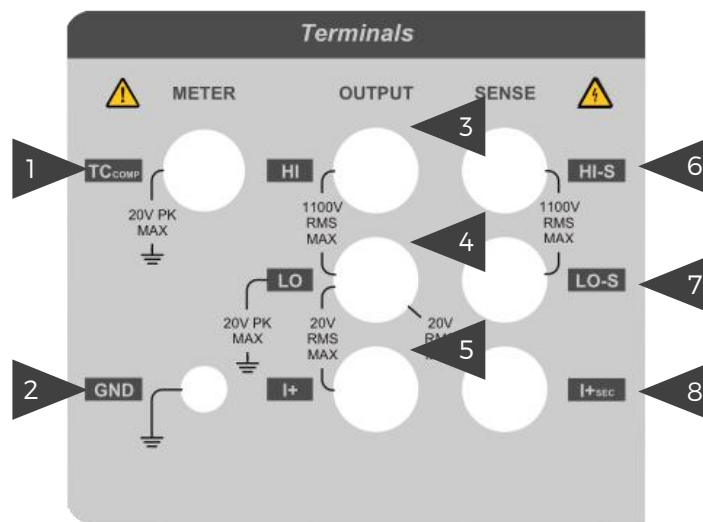 Terminals
METER
OUTPUT
SENSE
3
1
TCCOMP
HI
HI-S
6
20V PK
MAX
1100V
RMS
MAX
1100V
RMS
MAX
4
LO
LO-S
7
20V PK
MAX
20V
RMS
MAX
20V
5
2
GND
I+
I+SEC
8